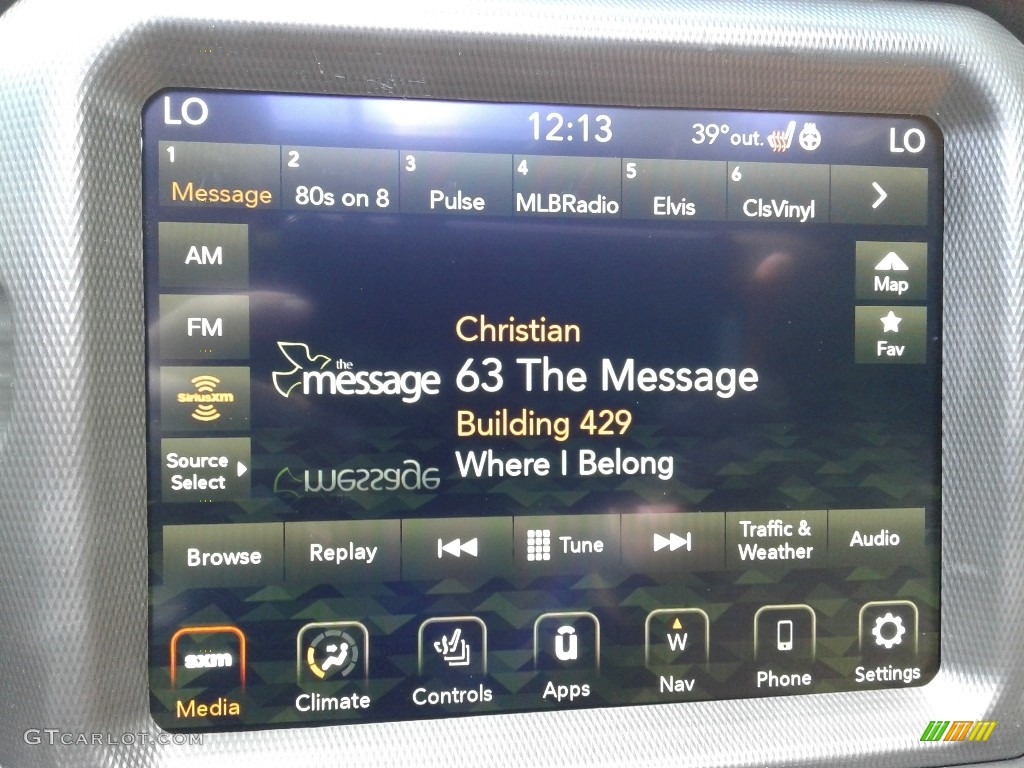 LO
12:13
39°out.
LO
1
Message
2
80s on 8
3
Pulse
4
MLBRadio
5
Elvis
6
ClsVinyl
AM
FM
SiriusXM
Source
Select
Map
Fav
the
message
Christian
63 The Message
Building 429
Where I Belong
message
Browse
Replay
Tune
Traffic &
Weather
Audio
sxm
Media
Climate
Controls
û
Apps
W
Nav
Phone
Settings
GTcarlot.com